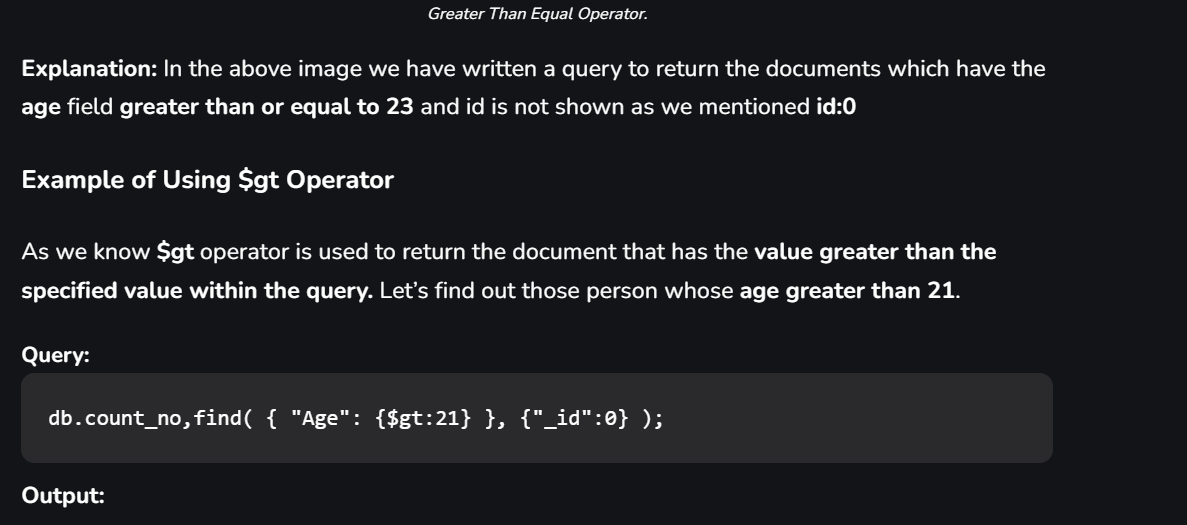 Greater Than Equal Operator.
Explanation: In the above image we have written a query to return the documents which have the
age field greater than or equal to 23 and id is not shown as we mentioned id:0
Example of Using $gt Operator
As we know $gt operator is used to return the document that has the value greater than the
specified value within the query. Let’s find out those person whose age greater than 21.
Query:
db.count_no,find( { "Age": {$gt:21} }, {"_id":0} );
Output: